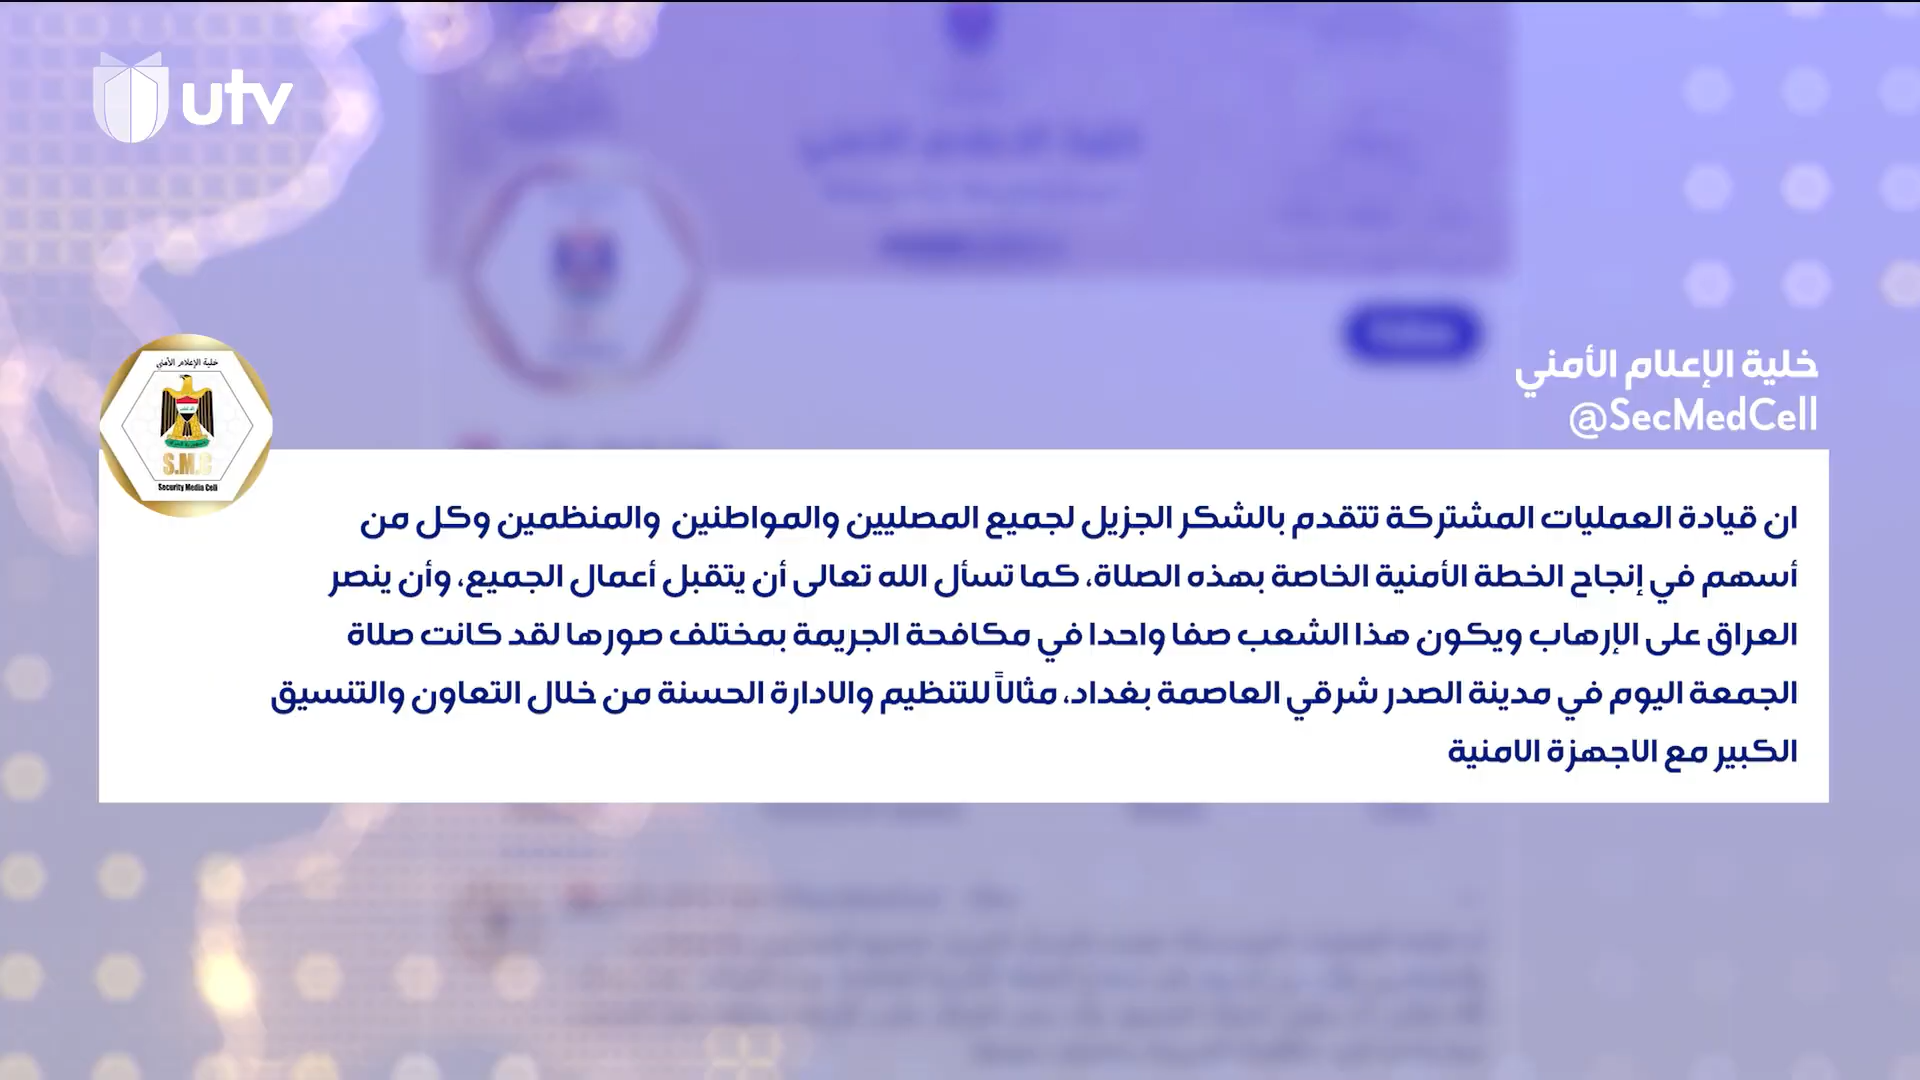 utv
خلية الإعلام الأمني
@SecMedCell
خلية الإعلام الأمني
S.M.C
Security Media Cell
ان قيادة العمليات المشتركة تتقدم بالشكر الجزيل لجميع المصليين والمواطنين والمنظمين وكل من
أسهم في إنجاح الخطة الأمنية الخاصة بهذه الصلاة، كما تسأل الله تعالى أن يتقبل أعمال الجميع، وأن ينصر
العراق على الإرهاب ويكون هذا الشعب صفا واحدا في مكافحة الجريمة بمختلف صورها لقد كانت صلاة
الجمعة اليوم في مدينة الصدر شرقي العاصمة بغداد، مثالاً للتنظيم والادارة الحسنة من خلال التعاون والتنسيق
الكبير مع الاجهزة الامنية